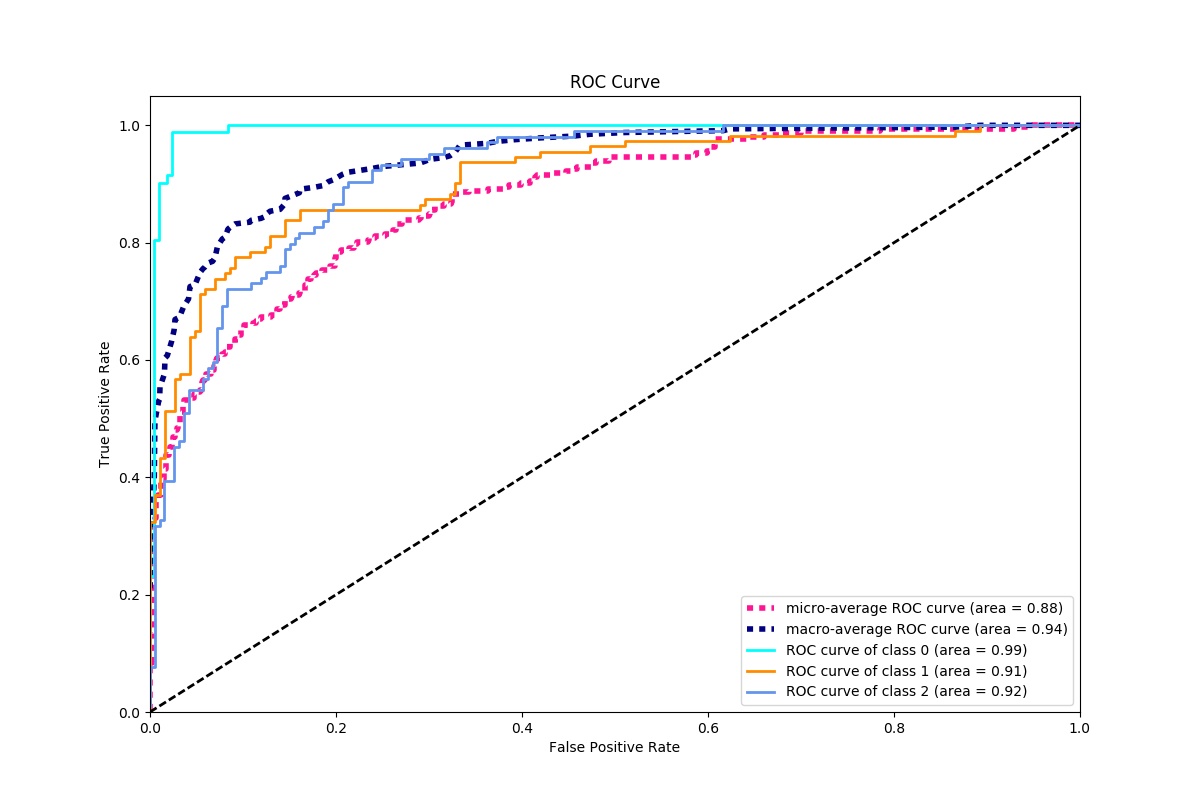 ROC Curve
1.0
0.8
0.6
0.4
0.2
0.0
True Positive Rate
micro-average ROC curve (area = 0.88)
macro-average ROC curve (area = 0.94)
ROC curve of class 0 (area = 0.99)
ROC curve of class 1 (area = 0.91)
ROC curve of class 2 (area = 0.92)
0.0 0.2 0.4 0.6 0.8 1.0
False Positive Rate